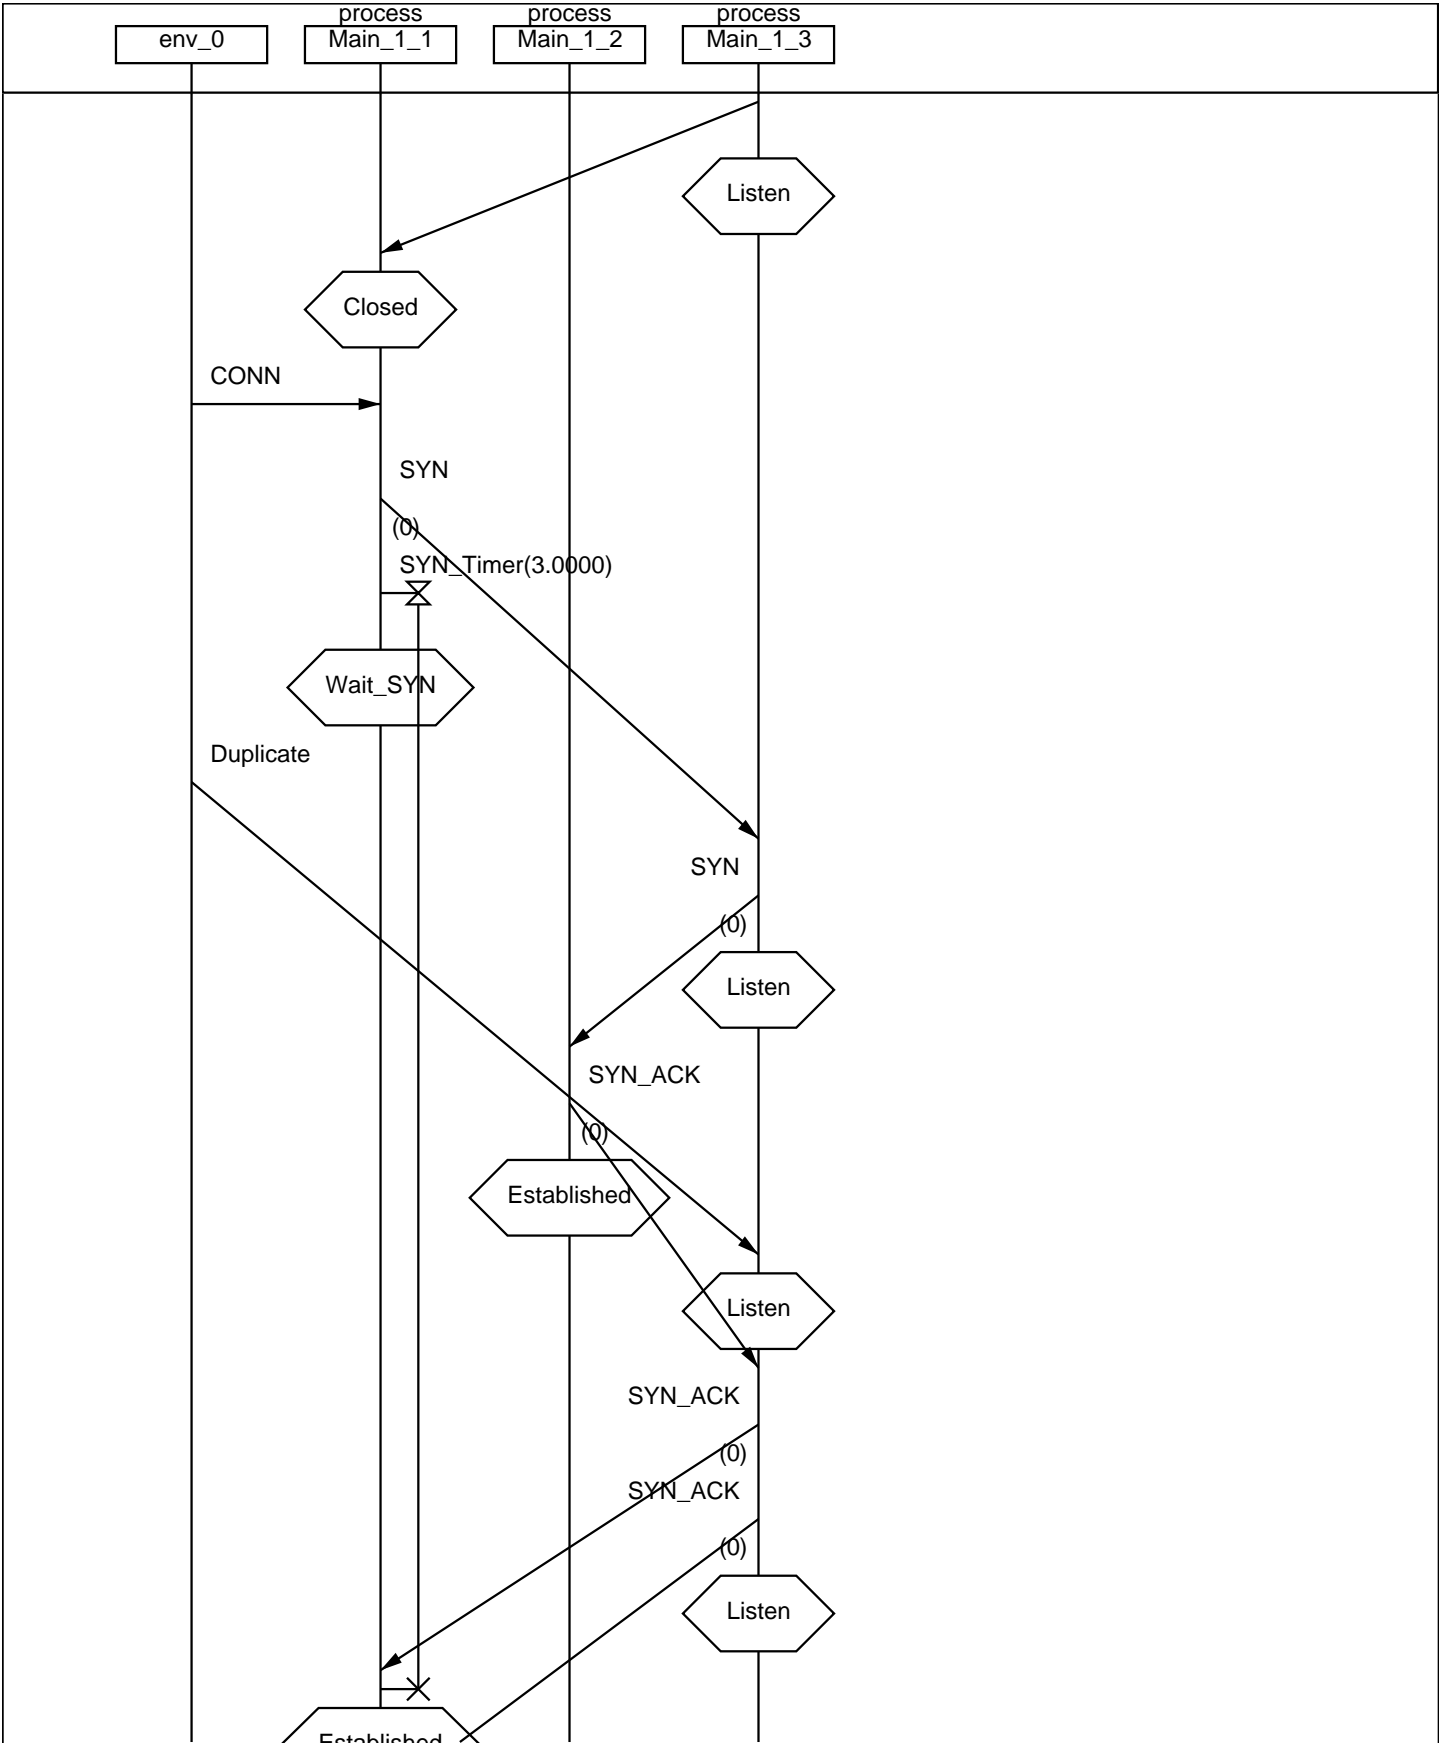 process process process
env_0 Main_1_1 Main_1_2 Main_1_3
Listen
Closed
CONN
SYN
(0)
SYN_Timer(3.0000)
Wait_SYN
Duplicate
SYN
(0)
Listen
SYN_ACK
(0)
Established
Listen
SYN_ACK
(0)
SYN_ACK
(0)
Listen
Established